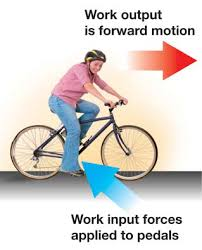 Work output
is forward motion
Work input forces
applied to pedals